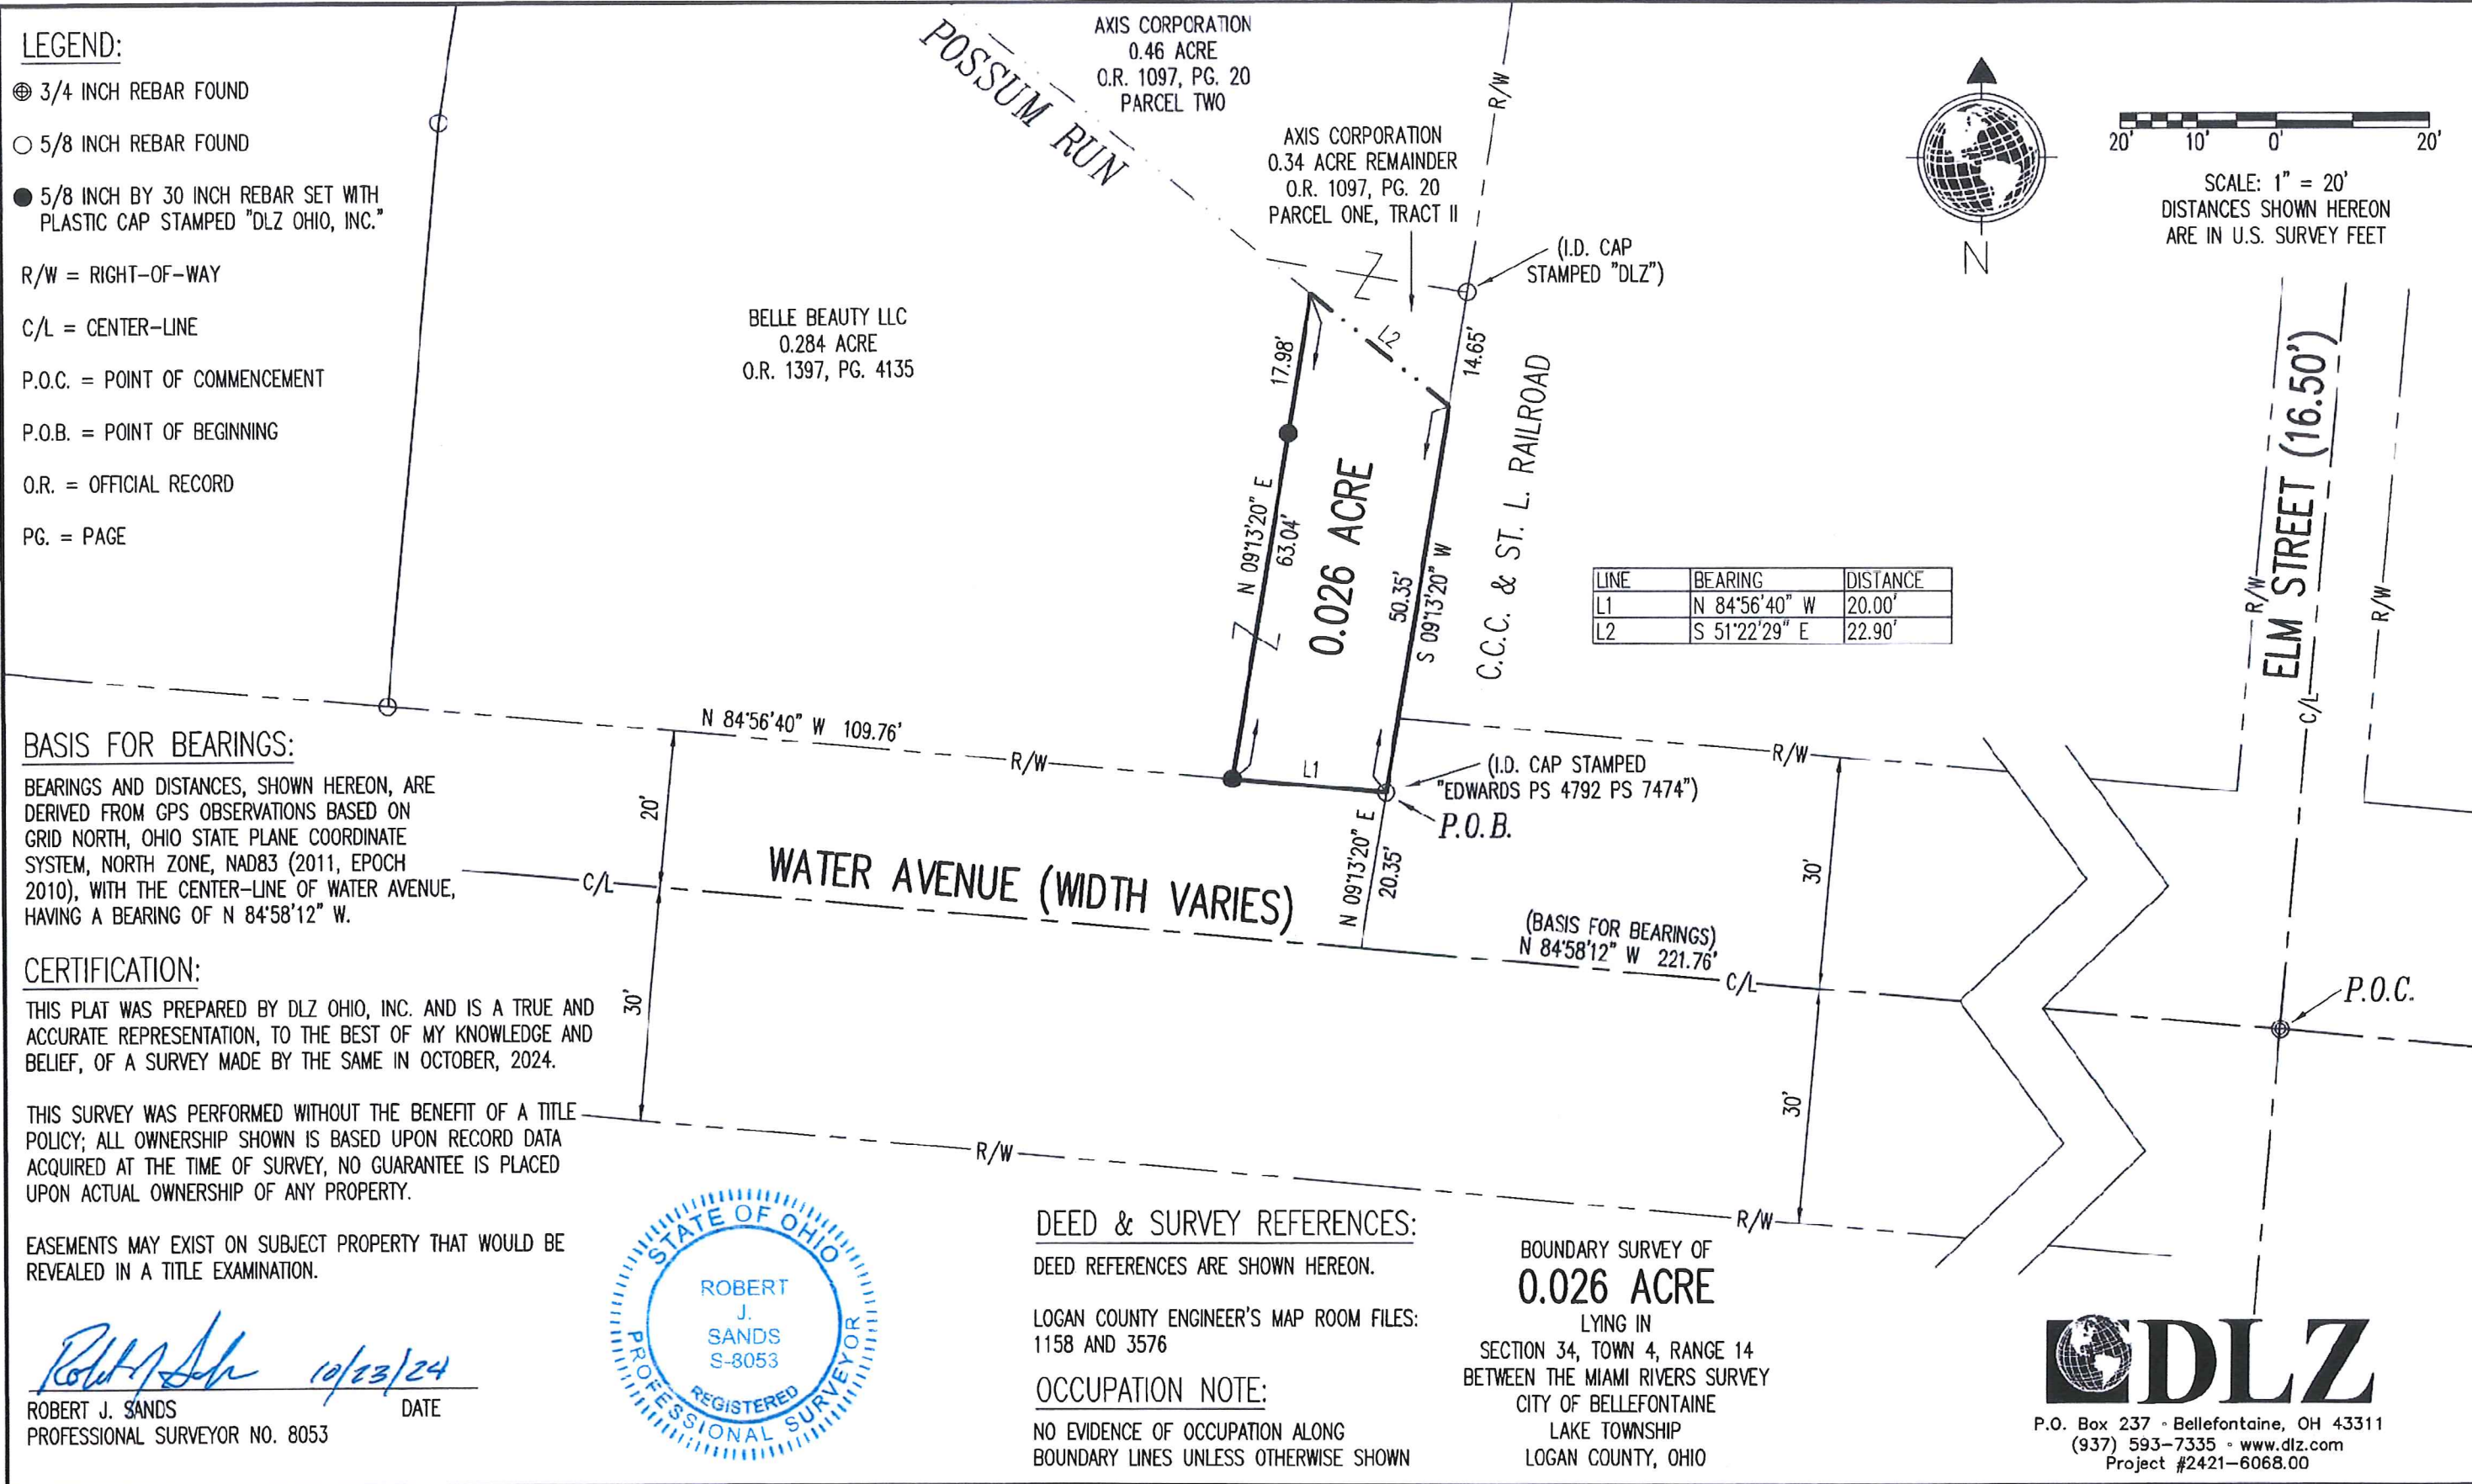 LEGEND:
3/4 INCH REBAR FOUND
5/8 INCH REBAR FOUND
5/8 INCH BY 30 INCH REBAR SET WITH
PLASTIC CAP STAMPED "DLZ OHIO, INC."
R/W = RIGHT-OF-WAY
C/L = CENTER-LINE
P.O.C. = POINT OF COMMENCEMENT
P.O.B. = POINT OF BEGINNING
O.R. = OFFICIAL RECORD
PG. = PAGE
POSSUM RUN
AXIS CORPORATION
0.46 ACRE
O.R. 1097, PG. 20
PARCEL TWO
AXIS CORPORATION
0.34 ACRE REMAINDER
O.R. 1097, PG. 20
PARCEL ONE, TRACT II
R/W
(I.D. CAP
STAMPED "DLZ")
N
20' 10' 0' 20'
SCALE: 1" = 20'
DISTANCES SHOWN HEREON
ARE IN U.S. SURVEY FEET
BELLE BEAUTY LLC
0.284 ACRE
O.R. 1397, PG. 4135
17.98'
L2
14.65'
N 09°13'20" E
63.04'
0.026 ACRE
50.35'
S 09°13'20" W
C.C.C. & ST. L. RAILROAD
LINE BEARING DISTANCE
L1 N 84°56'40" W 20.00'
L2 S 51°22'29" E 22.90'
R/W
ELM STREET (16.50')
R/W
C/L
N 84°56'40" W 109.76'
R/W
L1
(I.D. CAP STAMPED
"EDWARDS PS 4792 PS 7474")
P.O.B.
R/W
20'
C/L
WATER AVENUE (WIDTH VARIES)
N 09°13'20" E
20.35'
30'
(BASIS FOR BEARINGS)
N 84°58'12" W 221.76'
C/L
P.O.C.
30'
30'
R/W
R/W
BASIS FOR BEARINGS:
BEARINGS AND DISTANCES, SHOWN HEREON, ARE
DERIVED FROM GPS OBSERVATIONS BASED ON
GRID NORTH, OHIO STATE PLANE COORDINATE
SYSTEM, NORTH ZONE, NAD83 (2011, EPOCH
2010), WITH THE CENTER-LINE OF WATER AVENUE,
HAVING A BEARING OF N 84°58'12" W.
CERTIFICATION:
THIS PLAT WAS PREPARED BY DLZ OHIO, INC. AND IS A TRUE AND
ACCURATE REPRESENTATION, TO THE BEST OF MY KNOWLEDGE AND
BELIEF, OF A SURVEY MADE BY THE SAME IN OCTOBER, 2024.
THIS SURVEY WAS PERFORMED WITHOUT THE BENEFIT OF A TITLE
POLICY; ALL OWNERSHIP SHOWN IS BASED UPON RECORD DATA
ACQUIRED AT THE TIME OF SURVEY, NO GUARANTEE IS PLACED
UPON ACTUAL OWNERSHIP OF ANY PROPERTY.
EASEMENTS MAY EXIST ON SUBJECT PROPERTY THAT WOULD BE
REVEALED IN A TITLE EXAMINATION.
10/23/24
ROBERT J. SANDS DATE
PROFESSIONAL SURVEYOR NO. 8053
STATE OF OHIO
ROBERT
J.
SANDS
S-8053
REGISTERED
PROFESSIONAL SURVEYOR
DEED & SURVEY REFERENCES:
DEED REFERENCES ARE SHOWN HEREON.
LOGAN COUNTY ENGINEER'S MAP ROOM FILES:
1158 AND 3576
OCCUPATION NOTE:
NO EVIDENCE OF OCCUPATION ALONG
BOUNDARY LINES UNLESS OTHERWISE SHOWN
BOUNDARY SURVEY OF
0.026 ACRE
LYING IN
SECTION 34, TOWN 4, RANGE 14
BETWEEN THE MIAMI RIVERS SURVEY
CITY OF BELLEFONTAINE
LAKE TOWNSHIP
LOGAN COUNTY, OHIO
DLZ
P.O. Box 237 ◦ Bellefontaine, OH 43311
(937) 593-7335 ◦ www.dlz.com
Project #2421-6068.00